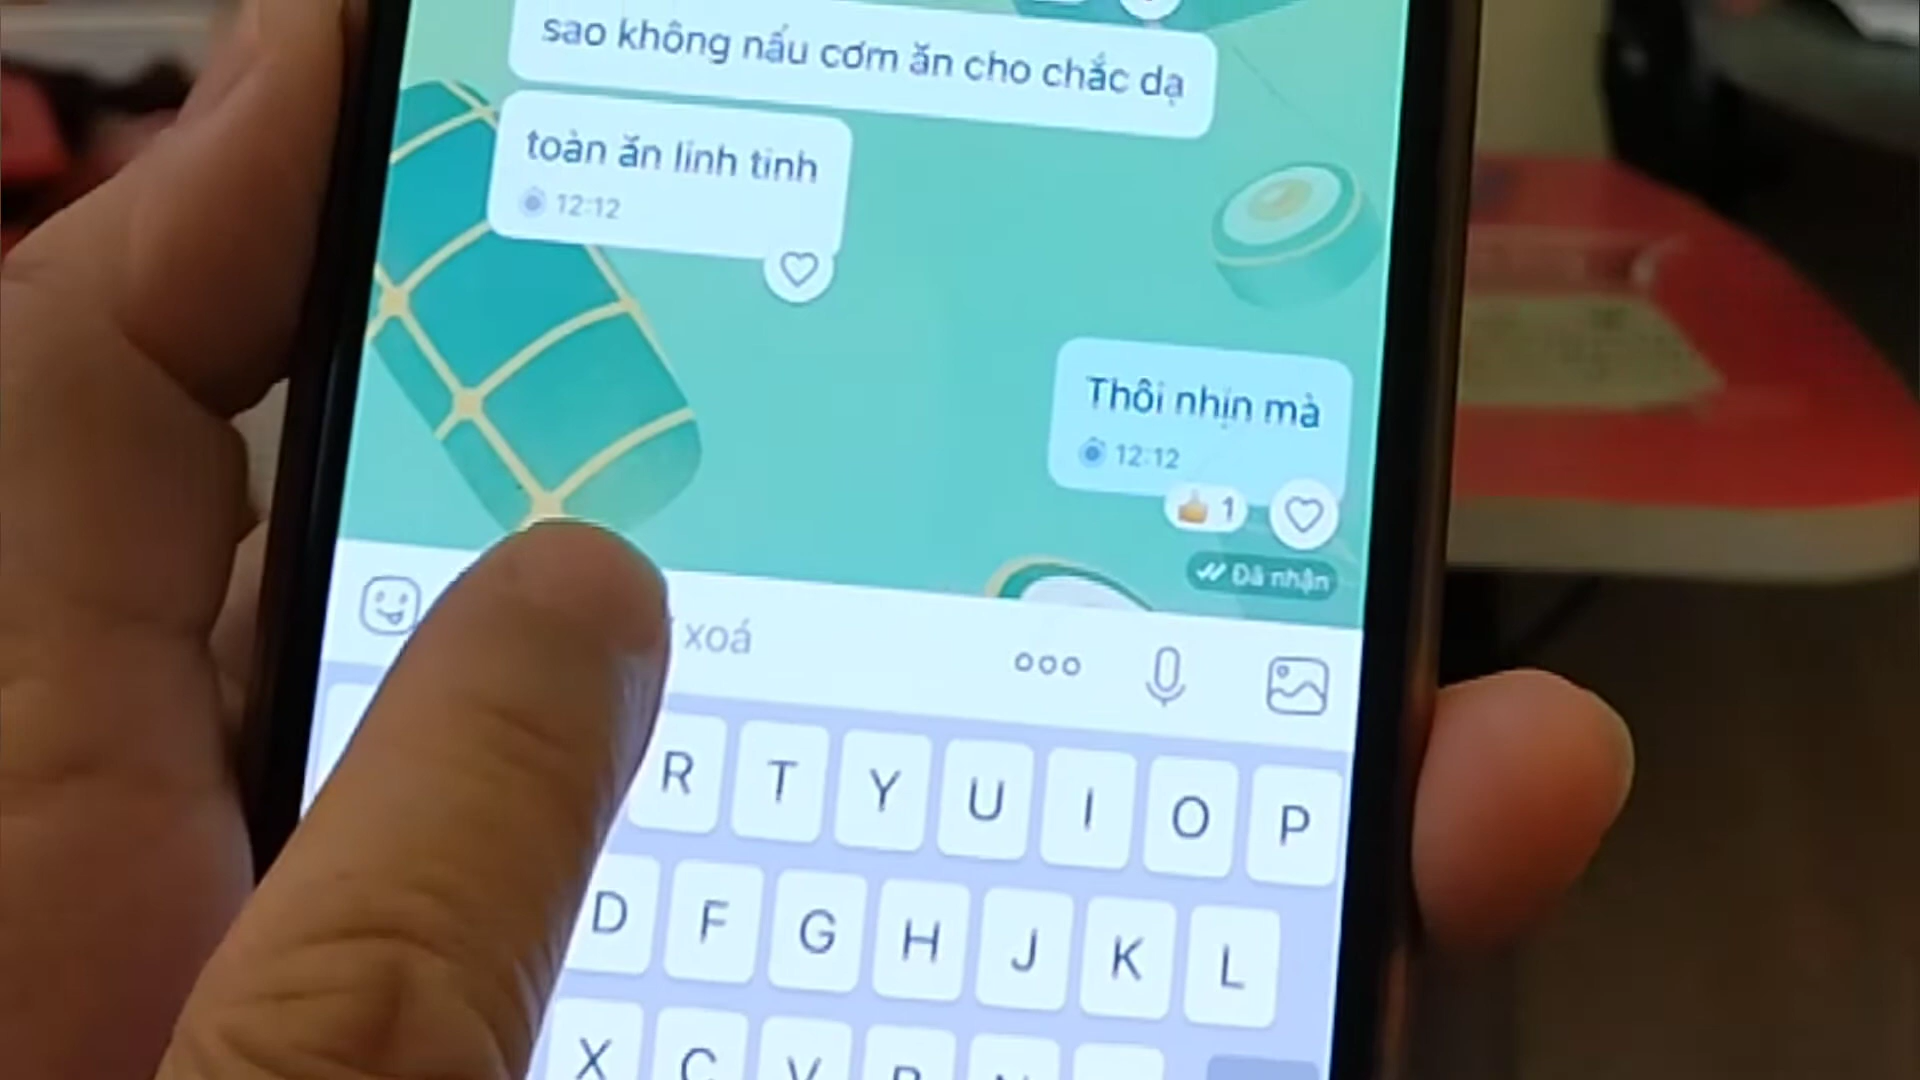 sao không nấu cơm ăn cho chắc dạ
toàn ăn linh tinh
12:12
Thôi nhịn mà
12:12
1
Đã nhận
xoá
R T Y U I O P
D F G H J K L
X C V